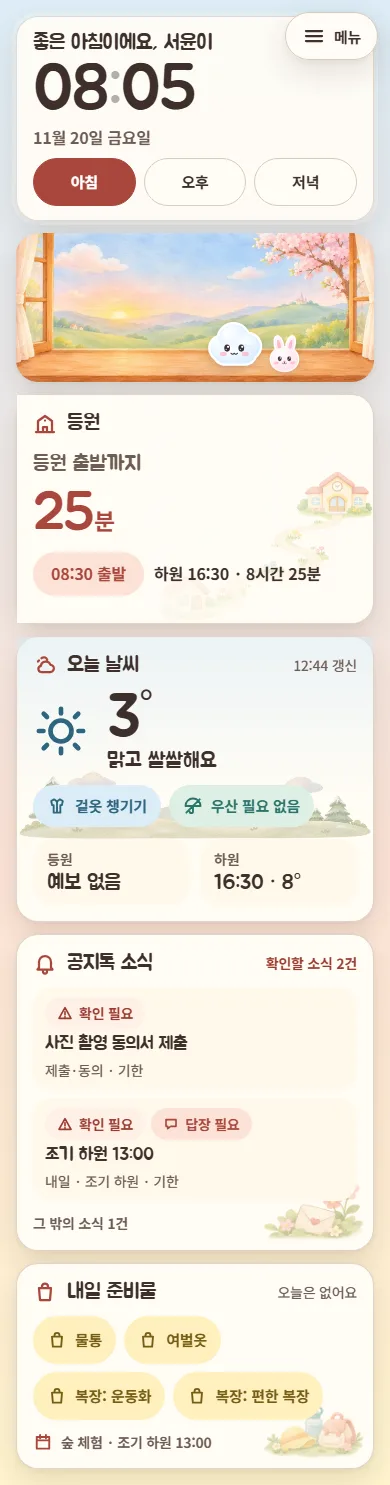 좋은 아침이에요, 서윤이
메뉴
08:05
11월 20일 금요일
아침
오후
저녁
등원
등원 출발까지
25분
08:30 출발
하원 16:30 · 8시간 25분
오늘 날씨
12:44 갱신
3°
맑고 쌀쌀해요
겉옷 챙기기
우산 필요 없음
등원
하원
예보 없음
16:30 · 8°
공지톡 소식
확인할 소식 2건
확인 필요
사진 촬영 동의서 제출
제출·동의 · 기한
확인 필요
답장 필요
조기 하원 13:00
내일 · 조기 하원 · 기한
그 밖의 소식 1건
내일 준비물
오늘은 없어요
물통
여벌옷
복장: 운동화
복장: 편한 복장
숲 체험 · 조기 하원 13:00